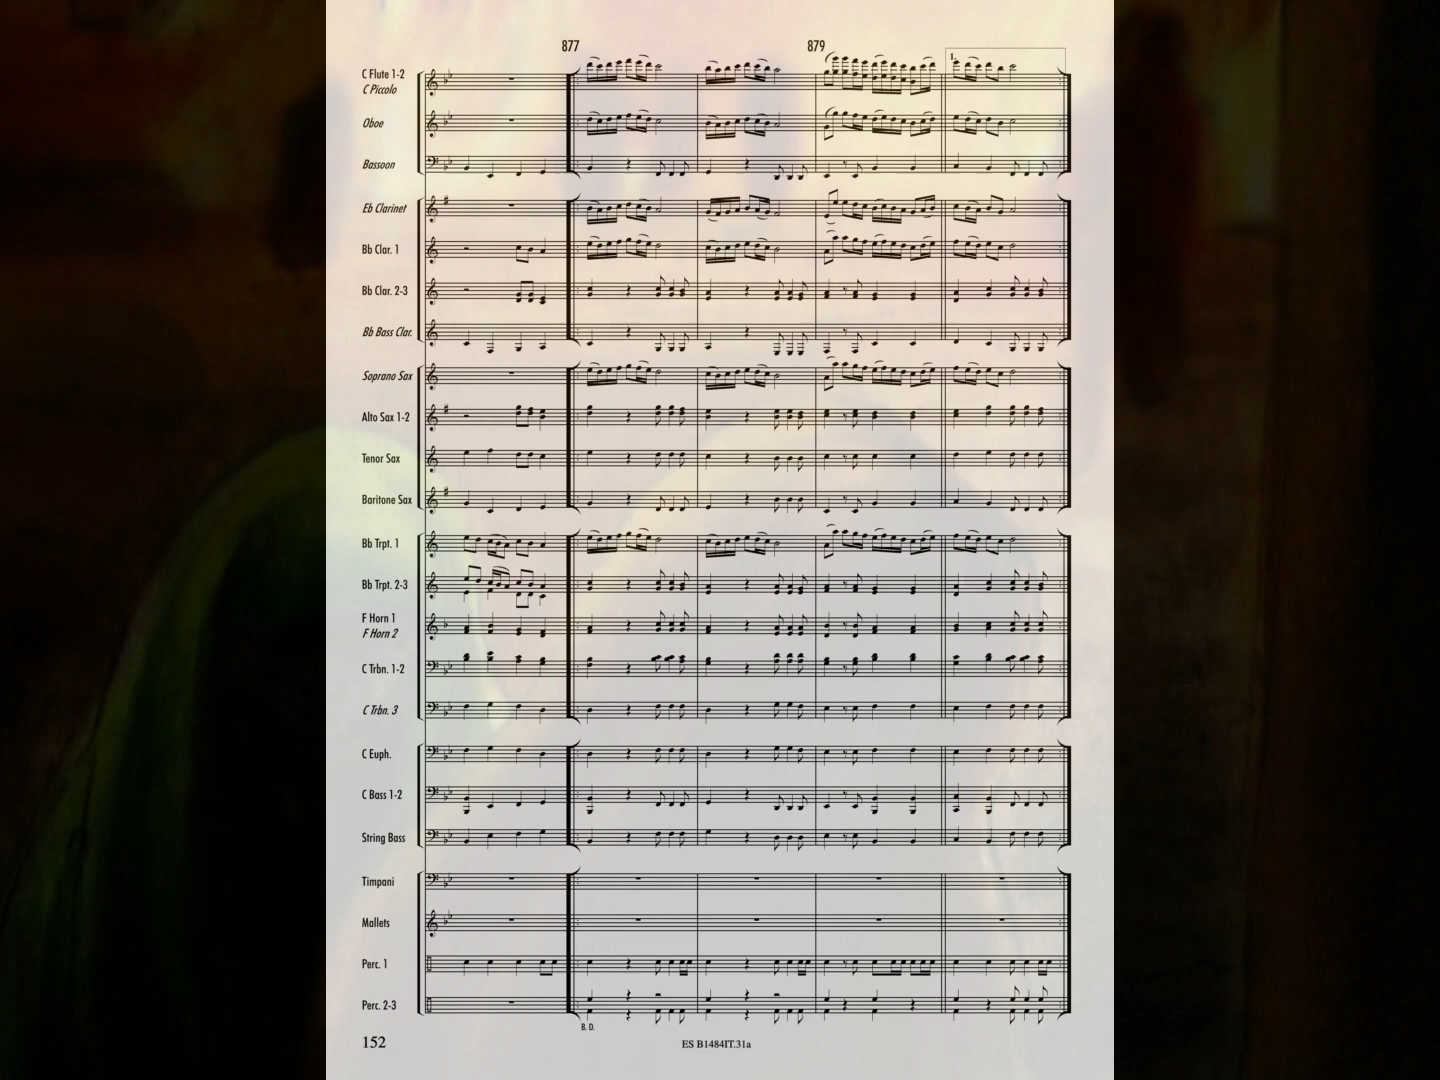 877
879
1.
C Flute 1-2
C Piccolo
Oboe
Bassoon
Eb Clarinet
Bb Clar. 1
Bb Clar. 2-3
Bb Bass Clar.
Soprano Sax
Alto Sax 1-2
Tenor Sax
Baritone Sax
Bb Trpt. 1
Bb Trpt. 2-3
F Horn 1
F Horn 2
C Trbn. 1-2
C Trbn. 3
C Euph.
C Bass 1-2
String Bass
Timpani
Mallets
Perc. 1
Perc. 2-3
B. D.
152
ES B1484IT.31a